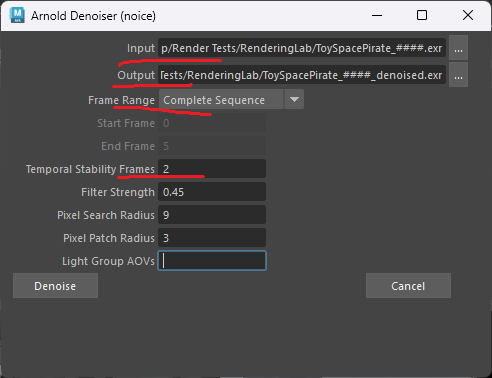 Arnold Denoiser (noice)
Input p/Render Tests/RenderingLab/ToySpacePirate_####.exr ...
Output Tests/RenderingLab/ToySpacePirate_####_denoised.exr ...
Frame Range Complete Sequence
Start Frame 0
End Frame 5
Temporal Stability Frames 2
Filter Strength 0.45
Pixel Search Radius 9
Pixel Patch Radius 3
Light Group AOVs
Denoise Cancel